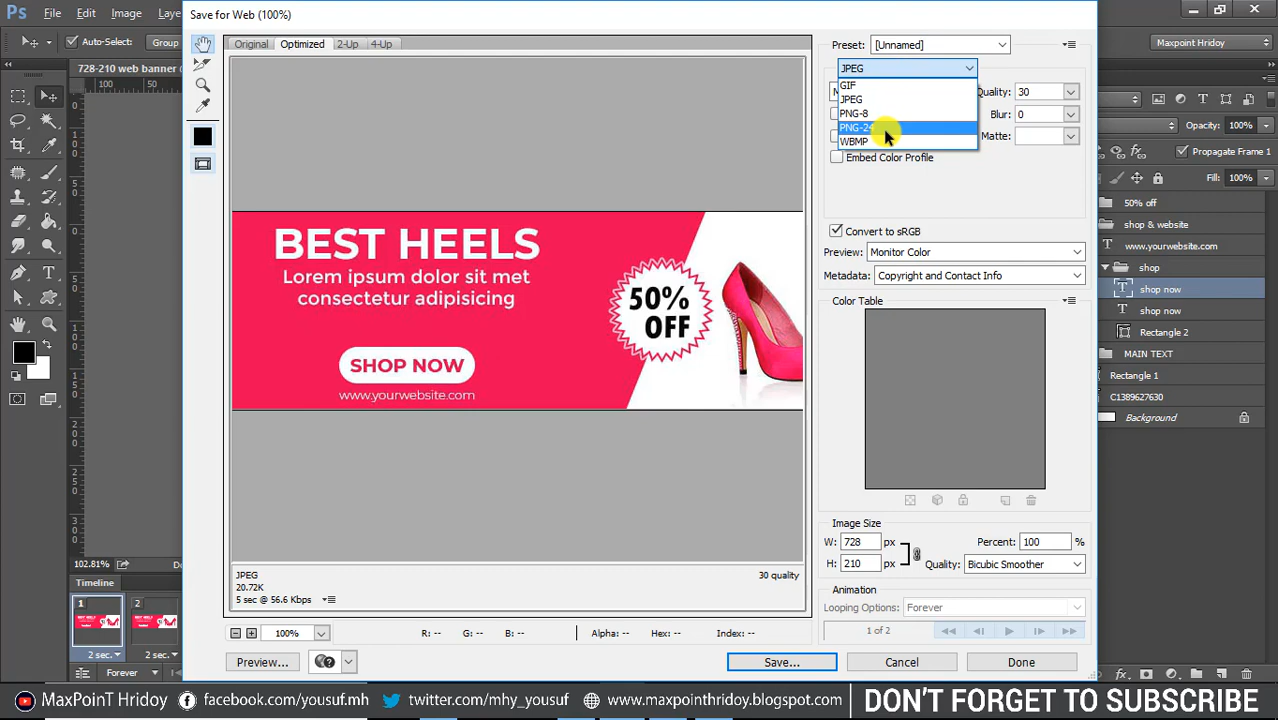 Save for Web (100%)
Ps File Edit Image Laye
Auto-Select: Group
Maxpoint Hridoy
728-210 web banner
100 50
Original Optimized 2-Up 4-Up
Preset: [Unnamed]
JPEG
GIF
JPEG
PNG-8
PNG-24
WBMP
Quality: 30
Blur: 0
Matte:
Embed Color Profile
Convert to sRGB
Preview: Monitor Color
Metadata: Copyright and Contact Info
Color Table
BEST HEELS
Lorem ipsum dolor sit met
consectetur adipisicing
50%
OFF
SHOP NOW
www.yourwebsite.com
JPEG
20.72K
5 sec @ 56.6 Kbps
30 quality
Image Size
W: 728 px
H: 210 px
Percent: 100 %
Quality: Bicubic Smoother
Animation
Looping Options: Forever
1 of 2
100%
R: -- G: -- B: -- Alpha: -- Hex: -- Index: --
Preview... Save... Cancel Done
Opacity: 100%
Propagate Frame 1
Fill: 100%
50% off
shop & website
T www.yourwebsite.com
shop
T shop now
T shop now
Rectangle 2
MAIN TEXT
Rectangle 1
C1389627630
Background
102.81%
Timeline
1 2
2 sec. 2 sec.
Forever
MaxPoinT Hridoy facebook.com/yousuf.mh twitter.com/mhy_yousuf www.maxpointhridoy.blogspot.com DON'T FORGET TO SUBSCRIBE